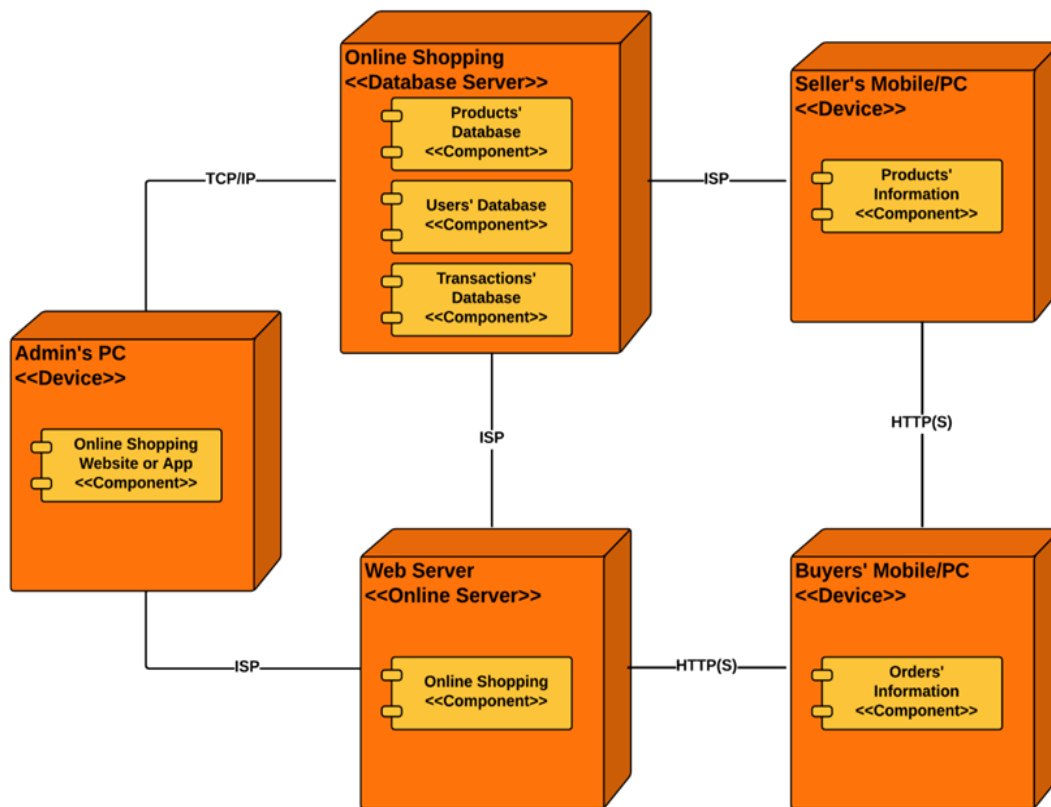 Online Shopping
<<Database Server>>
Products'
Database
<<Component>>
Users' Database
<<Component>>
Transactions'
Database
<<Component>>
Seller's Mobile/PC
<<Device>>
Products'
Information
<<Component>>
TCP/IP
ISP
Admin's PC
<<Device>>
Online Shopping
Website or App
<<Component>>
ISP
HTTP(S)
Web Server
<<Online Server>>
Online Shopping
<<Component>>
Buyers' Mobile/PC
<<Device>>
Orders'
Information
<<Component>>
ISP
HTTP(S)